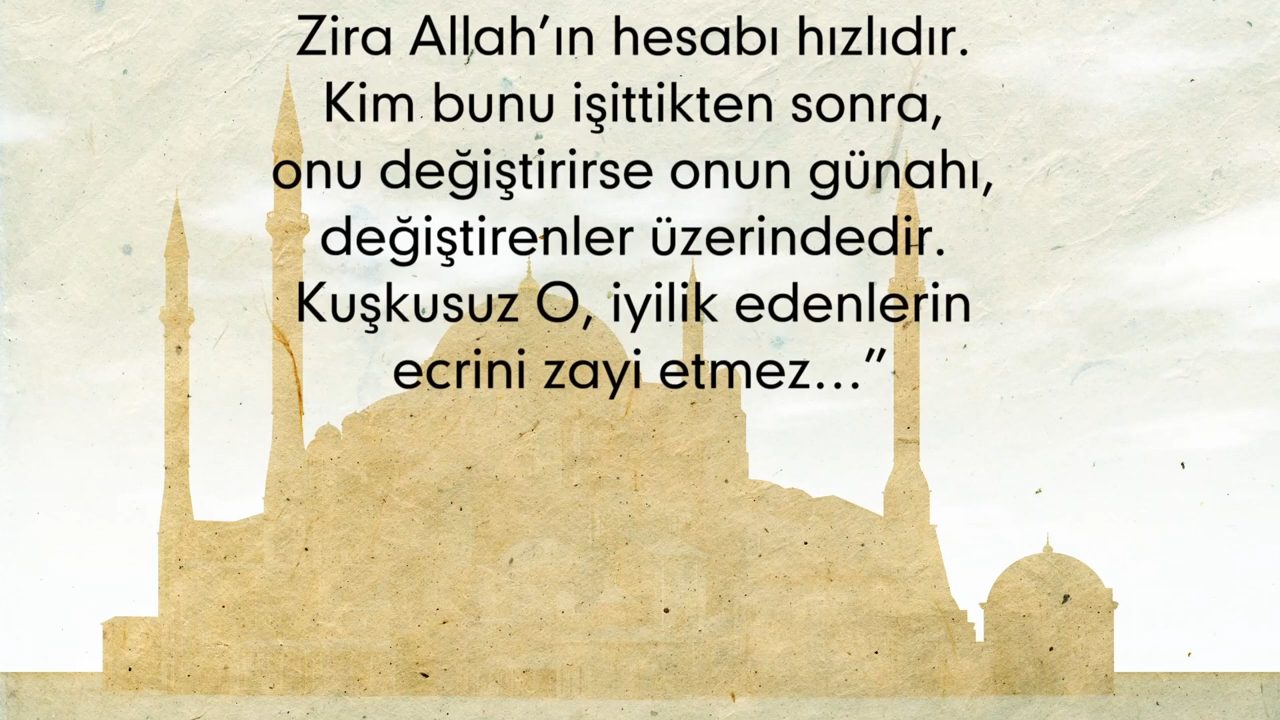 Zira Allah’ın hesabı hızlıdır.
Kim bunu işittikten sonra,
onu değiştirirse onun günahı,
değiştirenler üzerindedir.
Kuşkusuz O, iyilik edenlerin
ecrini zayi etmez...”